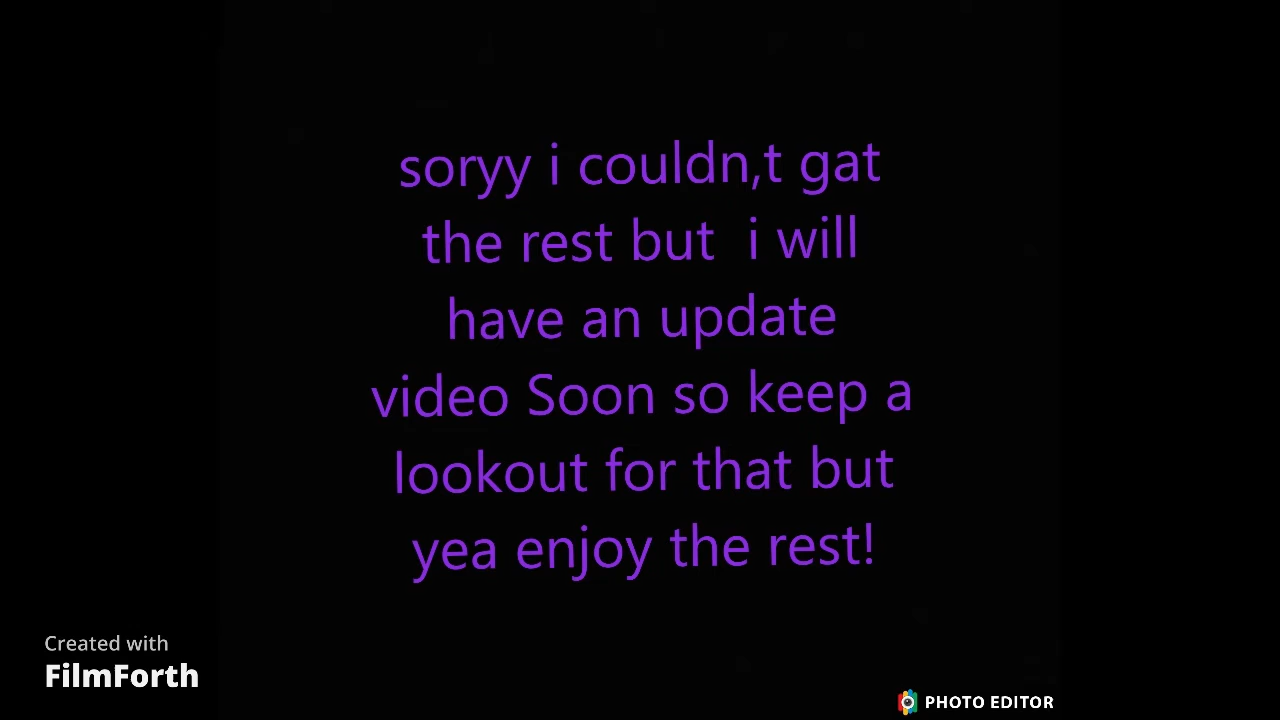 soryy i couldn,t gat
the rest but  i will
have an update
video Soon so keep a
lookout for that but
yea enjoy the rest!
Created with
FilmForth
PHOTO EDITOR